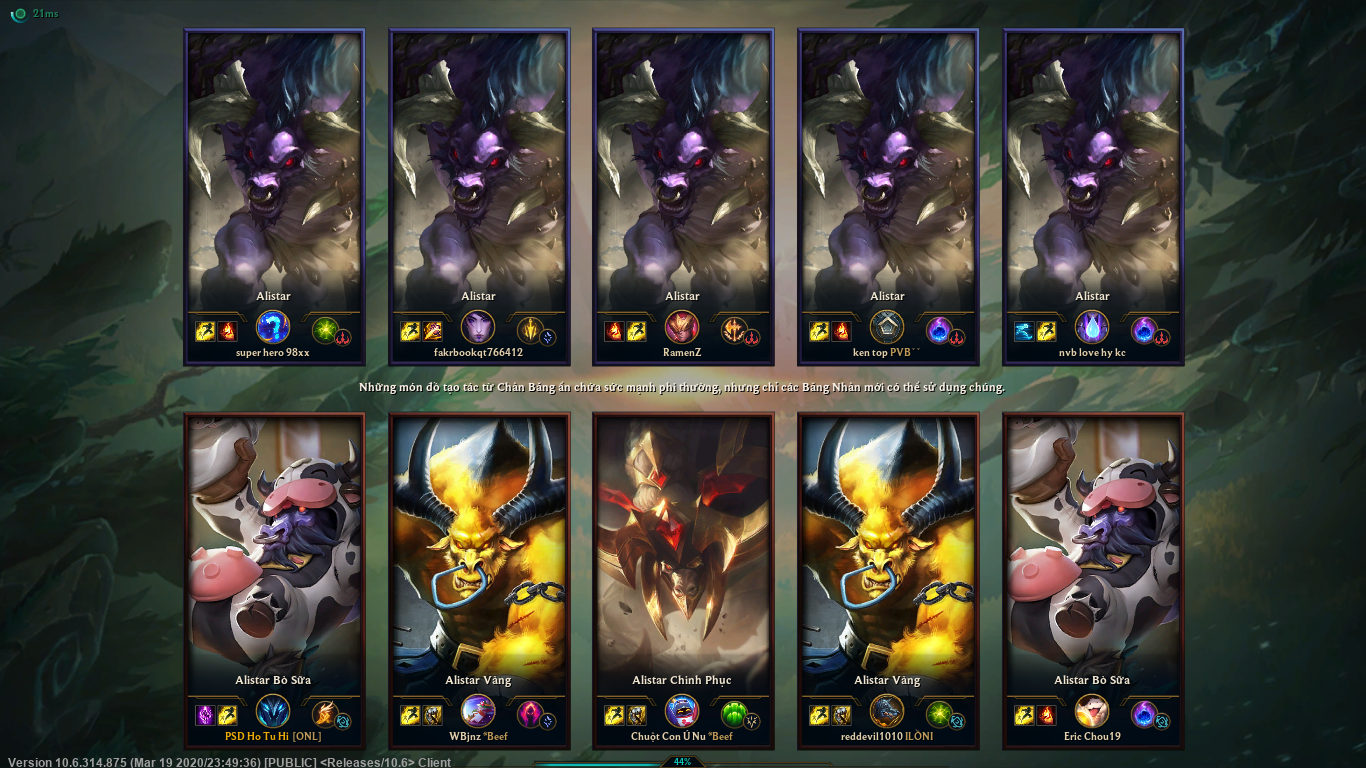 21ms
Alistar
Alistar
Alistar
Alistar
Alistar
super hero 98xx
fakrbookqt766412
RamenZ
ken top PVBˇˇ
nvb love hy kc
Những món đồ tạo tác từ Chân Băng ẩn chứa sức mạnh phi thường, nhưng chỉ các Băng Nhân mới có thể sử dụng chúng.
Alistar Bò Sữa
Alistar Vàng
Alistar Chinh Phục
Alistar Vàng
Alistar Bò Sữa
PSD Ho Tu Hi [ONL]
WBjnz *Beef
Chuột Con Ú Nu *Beef
reddevil1010 ILÒNI
Eric Chou19
44%
Version 10.6.314.875 (Mar 19 2020/23:49:36) [PUBLIC] <Releases/10.6> Client